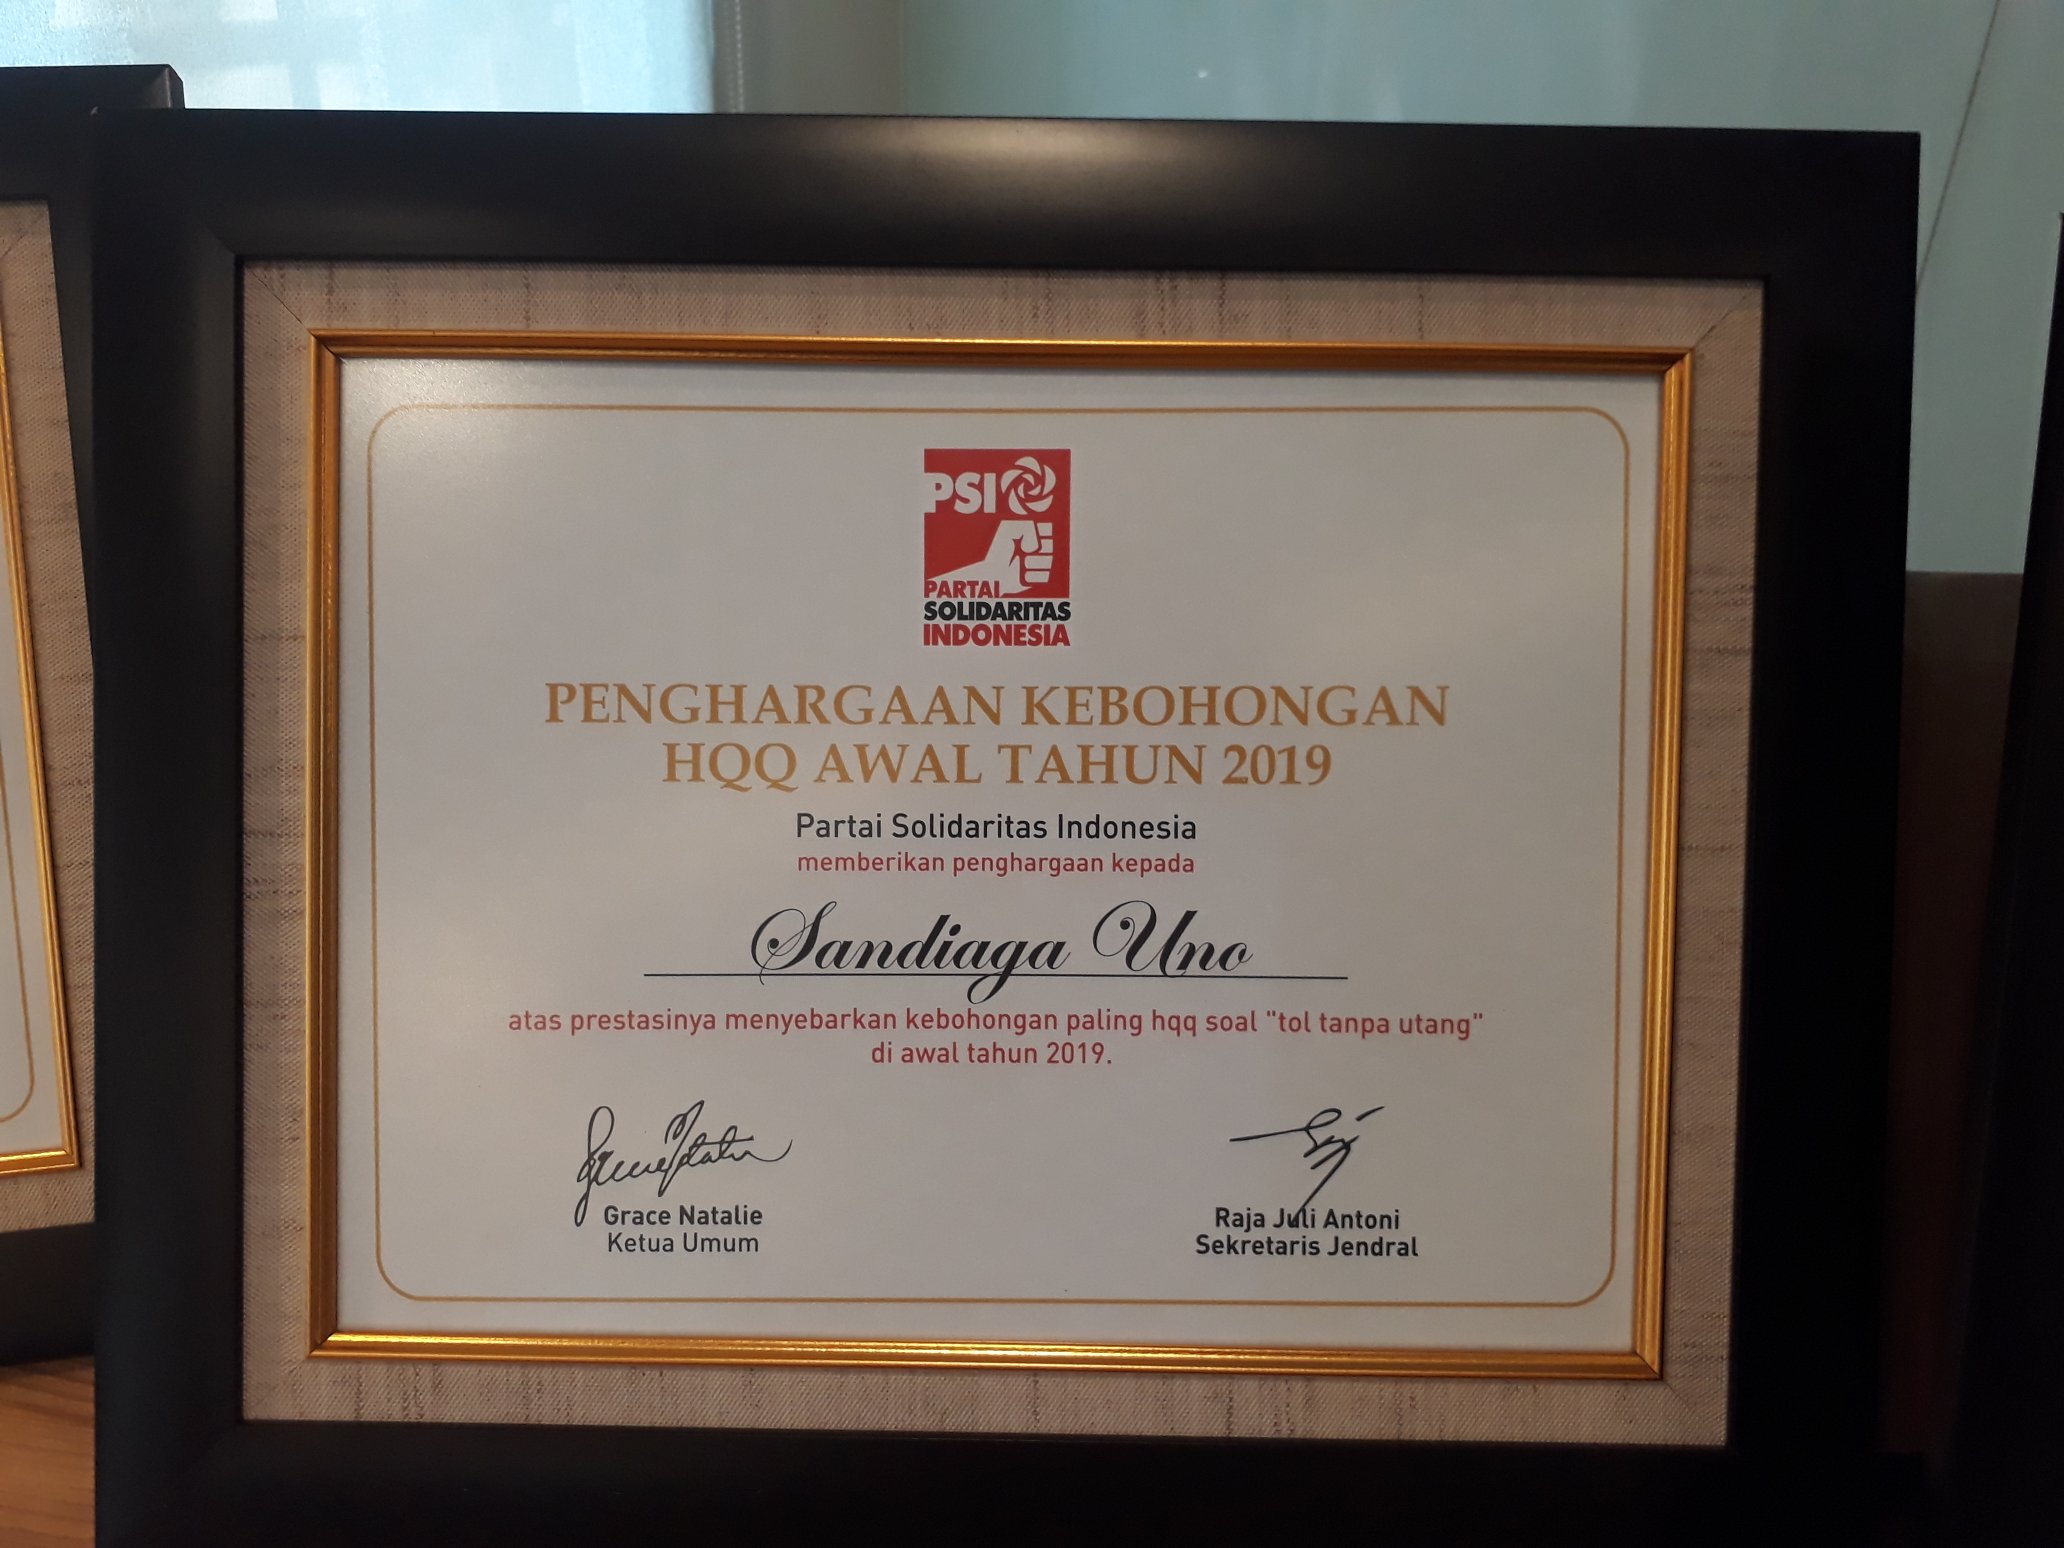 PSI
PARTAI
SOLIDARITAS
INDONESIA
PENGHARGAAN KEBOHONGAN
HQQ AWAL TAHUN 2019
Partai Solidaritas Indonesia
memberikan penghargaan kepada
Sandiaga Uno
atas prestasinya menyebarkan kebohongan paling hqq soal "tol tanpa utang"
di awal tahun 2019.
Grace Natalie
Ketua Umum
Raja Juli Antoni
Sekretaris Jendral